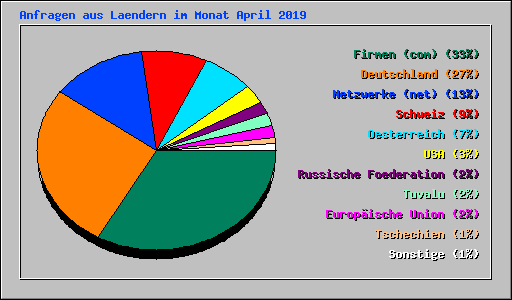 Anfragen aus Laendern im Monat April 2019
Firmen (com) (33%)
Deutschland (27%)
Netzwerke (net) (13%)
Schweiz (9%)
Oesterreich (7%)
USA (3%)
Russische Foederation (2%)
Tuvalu (2%)
Europäische Union (2%)
Tschechien (1%)
Sonstige (1%)